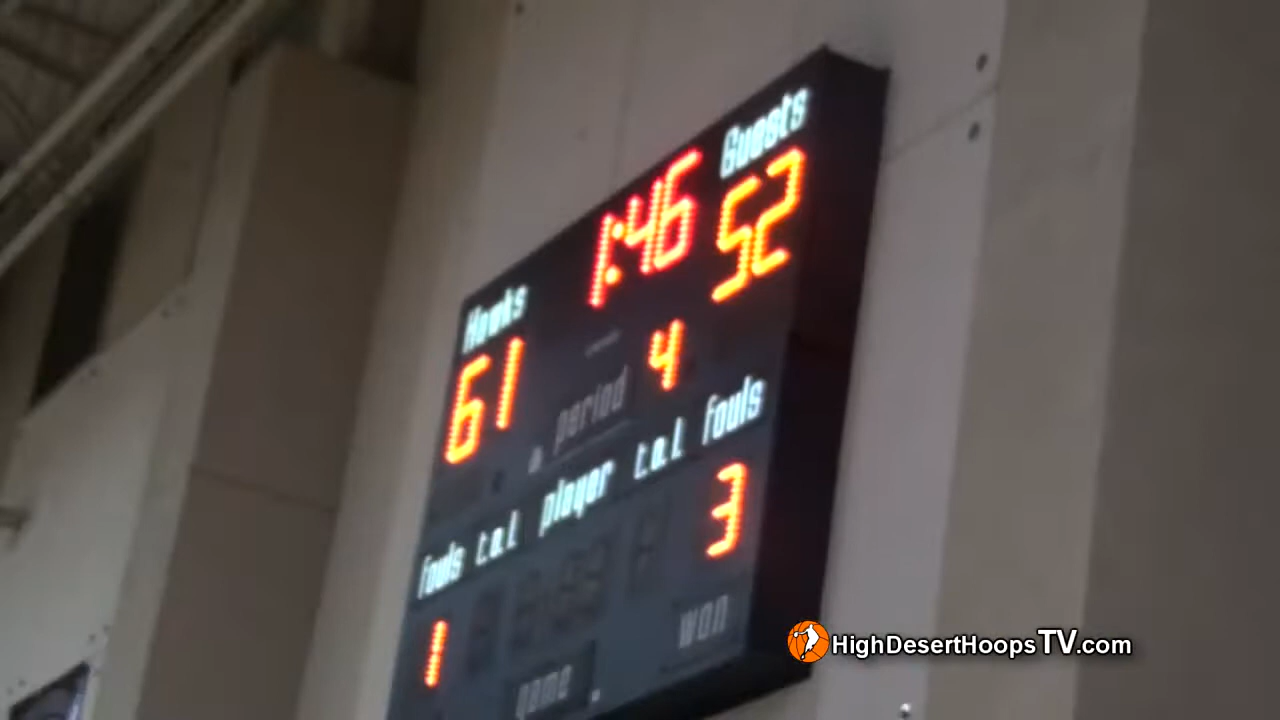 Guests
1:46
52
Hawks
61
4
period
fouls t.o.l player t.o.l fouls
1
3
game
won
HighDesertHoopsTV.com